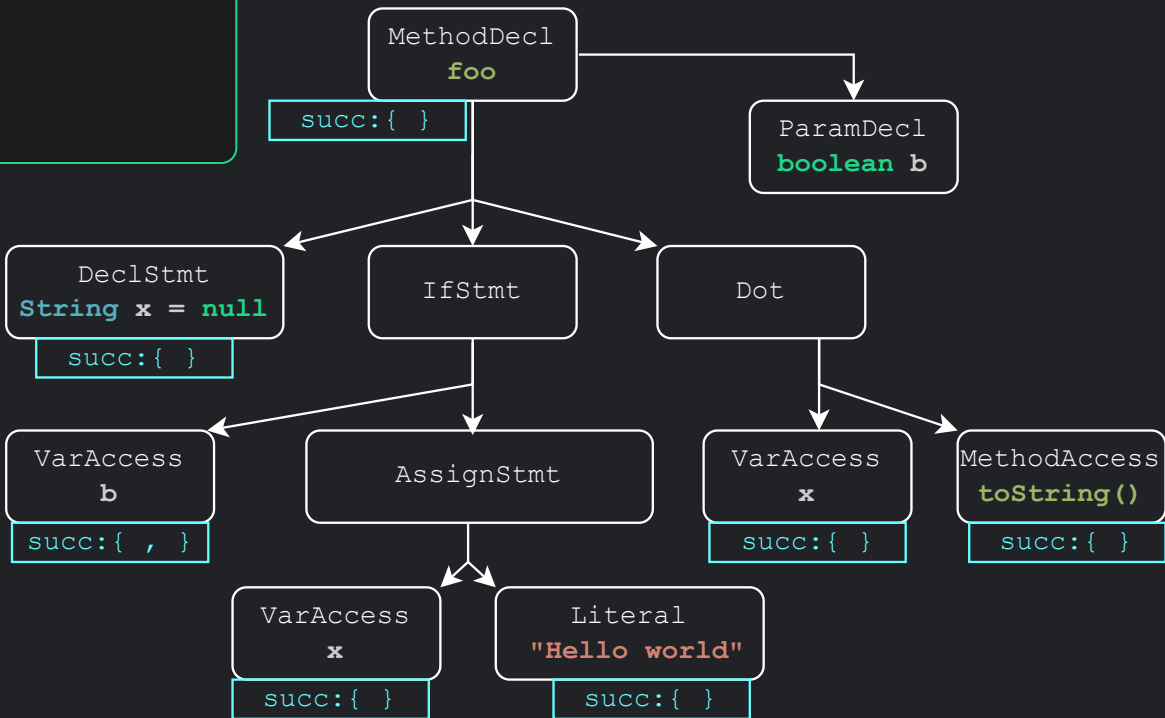 MethodDecl
foo
succ:{ }
ParamDecl
boolean b
DeclStmt
String x = null
succ:{ }
IfStmt
Dot
VarAccess
b
succ:{ , }
AssignStmt
VarAccess
x
succ:{ }
MethodAccess
toString()
succ:{ }
VarAccess
x
succ:{ }
Literal
"Hello world"
succ:{ }